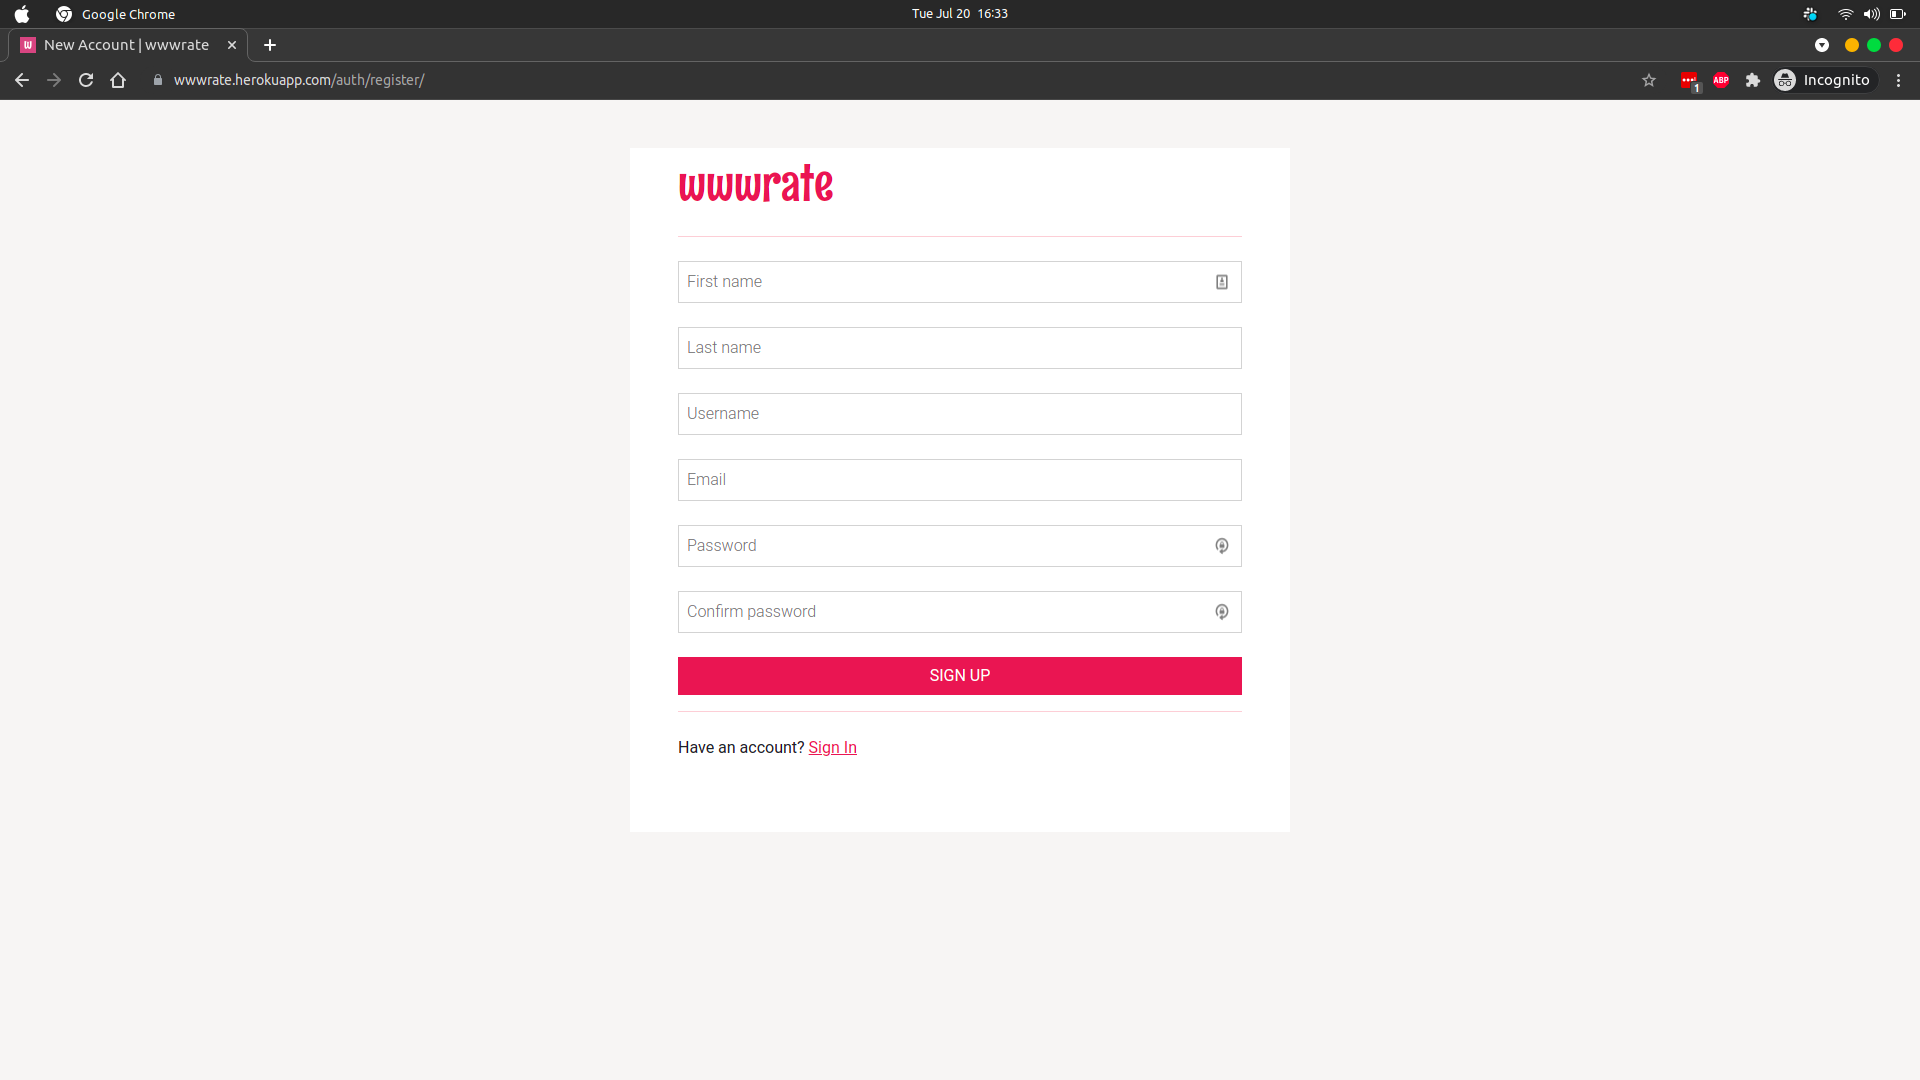 Google Chrome
Tue Jul 20 16:33
w New Account | wwwrate
wwwrate.herokuapp.com/auth/register/
1
ABP
Incognito
wwwrate
First name
Last name
Username
Email
Password
Confirm password
SIGN UP
Have an account? Sign In